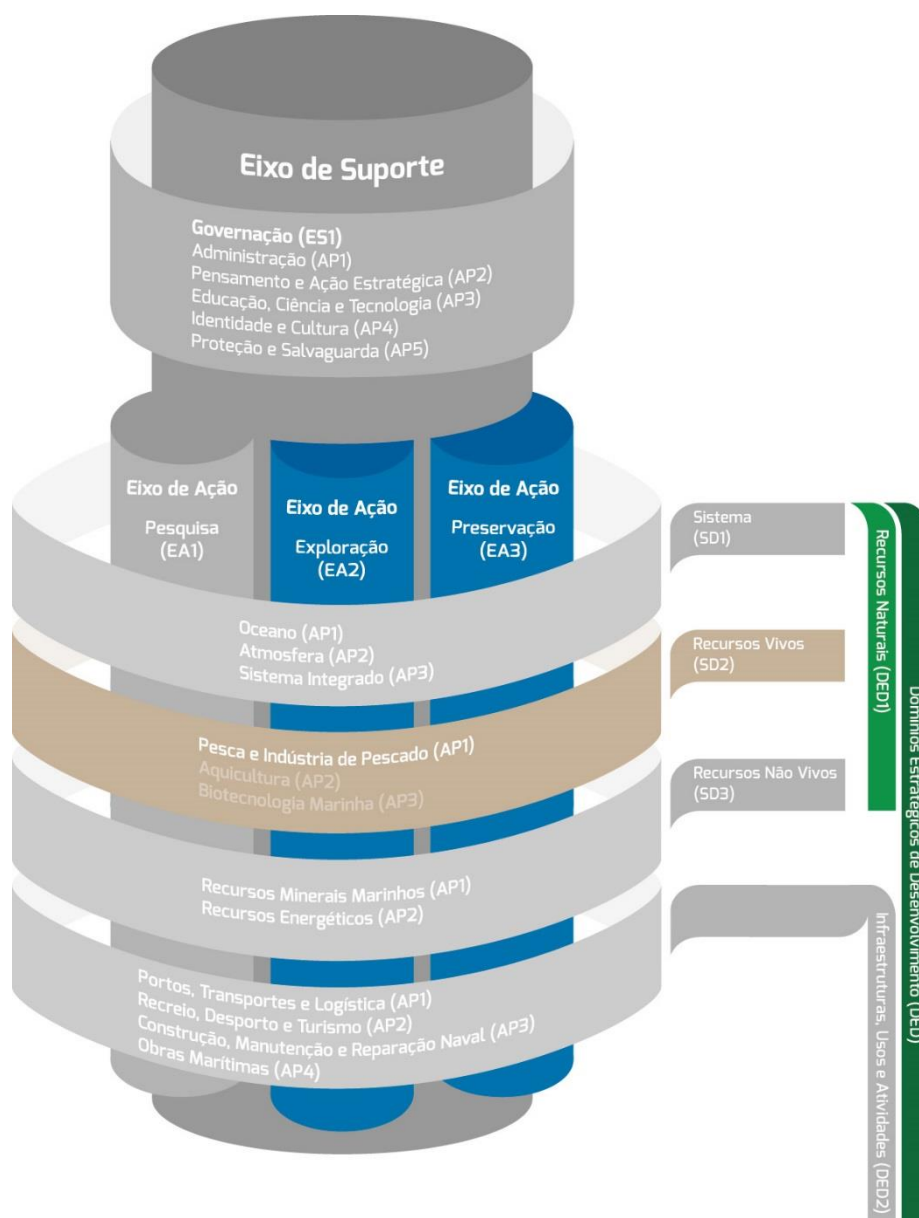 Eixo de Suporte
Governação (ES1)
Administração (AP1)
Pensamento e Ação Estratégica (AP2)
Educação, Ciência e Tecnologia (AP3)
Identidade e Cultura (AP4)
Proteção e Salvaguarda (AP5)
Eixo de Ação
Pesquisa
(EA1)
Eixo de Ação
Exploração
(EA2)
Eixo de Ação
Preservação
(EA3)
Oceano (AP1)
Atmosfera (AP2)
Sistema Integrado (AP3)
Pesca e Indústria de Pescado (AP1)
Aquicultura (AP2)
Biotecnologia Marinha (AP3)
Recursos Minerais Marinhos (AP1)
Recursos Energéticos (AP2)
Portos, Transportes e Logística (AP1)
Recreio, Desporto e Turismo (AP2)
Construção, Manutenção e Reparação Naval (AP3)
Obras Marítimas (AP4)
Sistema
(SD1)
Recursos Vivos
(SD2)
Recursos Não Vivos
(SD3)
Recursos Naturais (DED1)
Infraestruturas, Usos e Atividades (DED2)
Domínios Estratégicos de Desenvolvimento (DED)